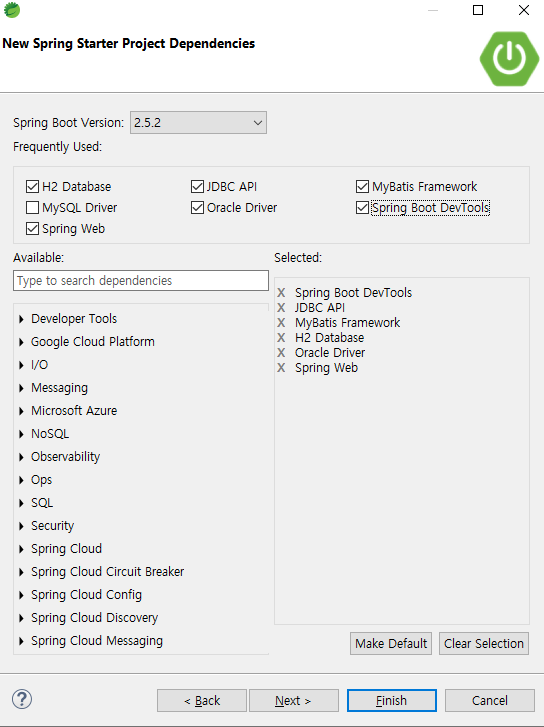 New Spring Starter Project Dependencies
Spring Boot Version: 2.5.2
Frequently Used:
H2 Database JDBC API MyBatis Framework
MySQL Driver Oracle Driver Spring Boot DevTools
Spring Web
Available: Selected:
Type to search dependencies
X Spring Boot DevTools
X JDBC API
X MyBatis Framework
X H2 Database
X Oracle Driver
X Spring Web
Developer Tools
Google Cloud Platform
I/O
Messaging
Microsoft Azure
NoSQL
Observability
Ops
SQL
Security
Spring Cloud
Spring Cloud Circuit Breaker
Spring Cloud Config
Spring Cloud Discovery
Spring Cloud Messaging
Make Default Clear Selection
? < Back Next > Finish Cancel